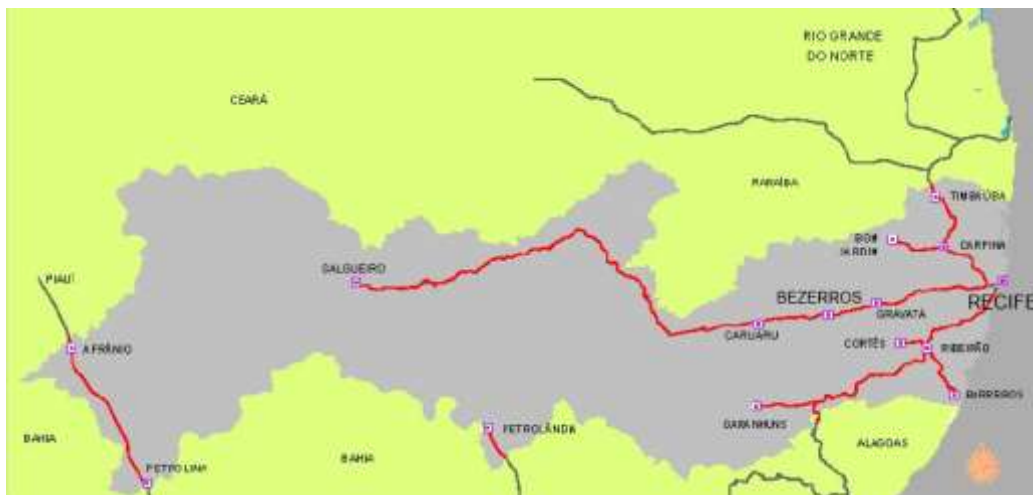 RIO GRANDE
DO NORTE
CEARÁ
PARAÍBA
TIMBAÚBA
BOM
JARDIM
CARPINA
SALGUEIRO
PIAUÍ
BEZERROS
RECIFE
GRAVATÁ
CARUARU
CORTÊS
RIBEIRÃO
AFRÂNIO
BARREIROS
GARANHUNS
PETROLÂNDIA
ALAGOAS
BAHIA
BAHIA
PETROLINA